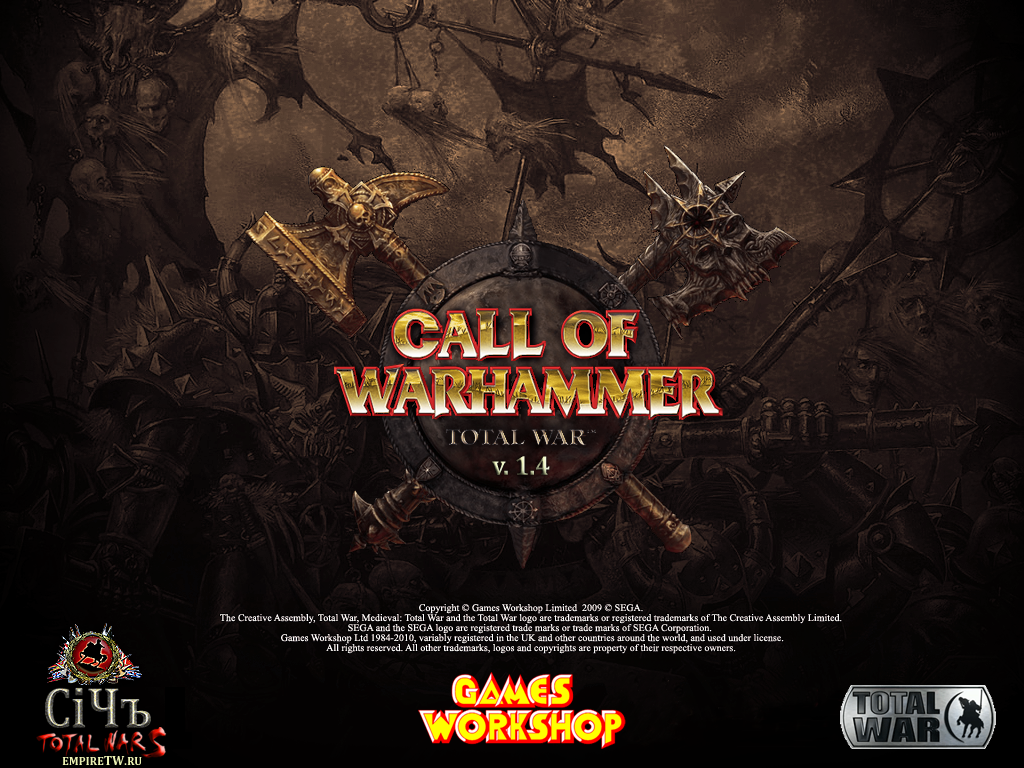 CALL OF
WARHAMMER
TOTAL WAR™
v. 1.4
Copyright © Games Workshop Limited 2009 © SEGA.
The Creative Assembly, Total War, Medieval: Total War and the Total War logo are trademarks or registered trademarks of The Creative Assembly Limited.
SEGA and the SEGA logo are registered trade marks or trade marks of SEGA Corporation.
Games Workshop Ltd 1984-2010, variably registered in the UK and other countries around the world, and used under license.
All rights reserved. All other trademarks, logos and copyrights are property of their respective owners.
СіЧЪ
TOTAL WARS
EMPIRETW.RU
GAMES
WORKSHOP
TOTAL
WAR